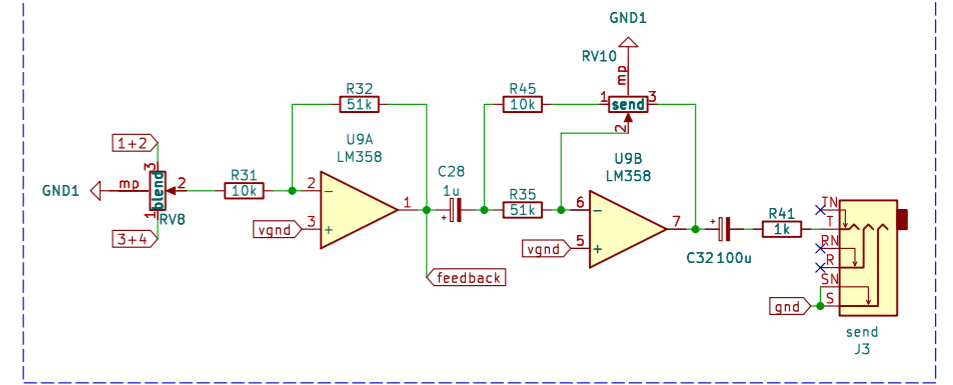 GND1
RV10
mp
1 send 3
2
R32
51k
R45
10k
U9A
LM358
U9B
LM358
1+2
3
blend
1
mp
2
GND1
RV8
3+4
R31
10k
2
3
1
−
+
vgnd
C28
1u
+
R35
51k
6
5
7
−
+
vgnd
feedback
+
C32 100u
R41
1k
TN
T
RN
R
SN
S
gnd
send
J3